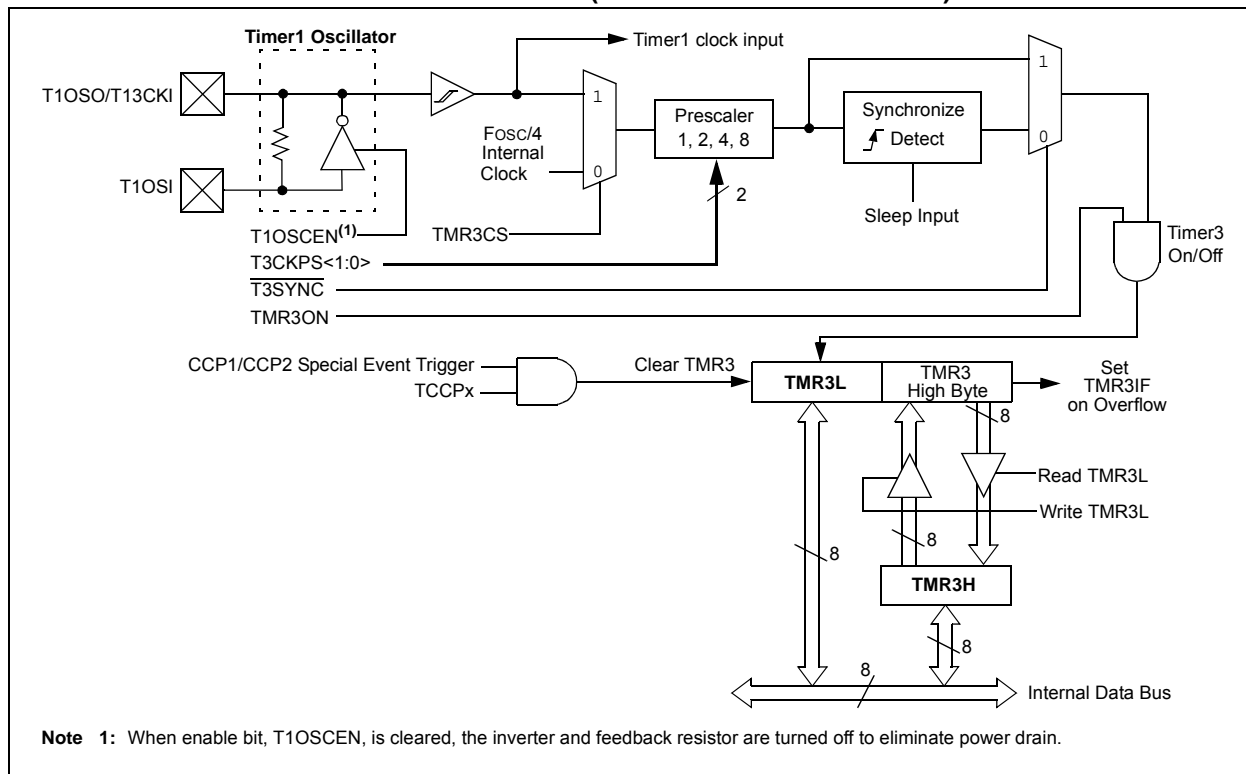 Timer1 Oscillator
Timer1 clock input
T1OSO/T13CKI
1
FOSC/4
Internal
Clock
0
Prescaler
1, 2, 4, 8
Synchronize
Detect
1
0
T1OSI
2
Sleep Input
T1OSCEN(1)
TMR3CS
T3CKPS<1:0>
T3SYNC
TMR3ON
Timer3
On/Off
CCP1/CCP2 Special Event Trigger
TCCPx
Clear TMR3
TMR3L
TMR3
High Byte
Set
TMR3IF
on Overflow
8
Read TMR3L
Write TMR3L
8
8
TMR3H
8
8
Internal Data Bus
Note 1: When enable bit, T1OSCEN, is cleared, the inverter and feedback resistor are turned off to eliminate power drain.